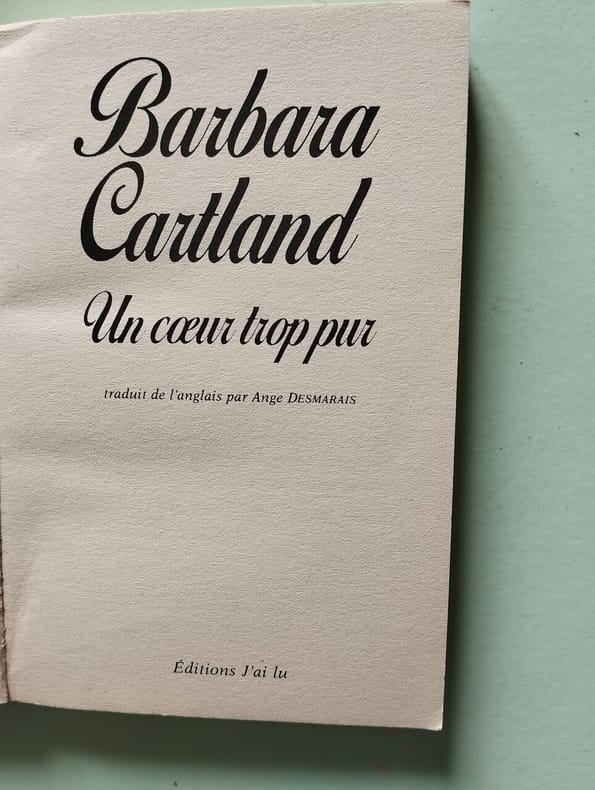 Barbara
Cartland
Un cœur trop pur
traduit de l'anglais par Ange DESMARAIS
Éditions J'ai lu